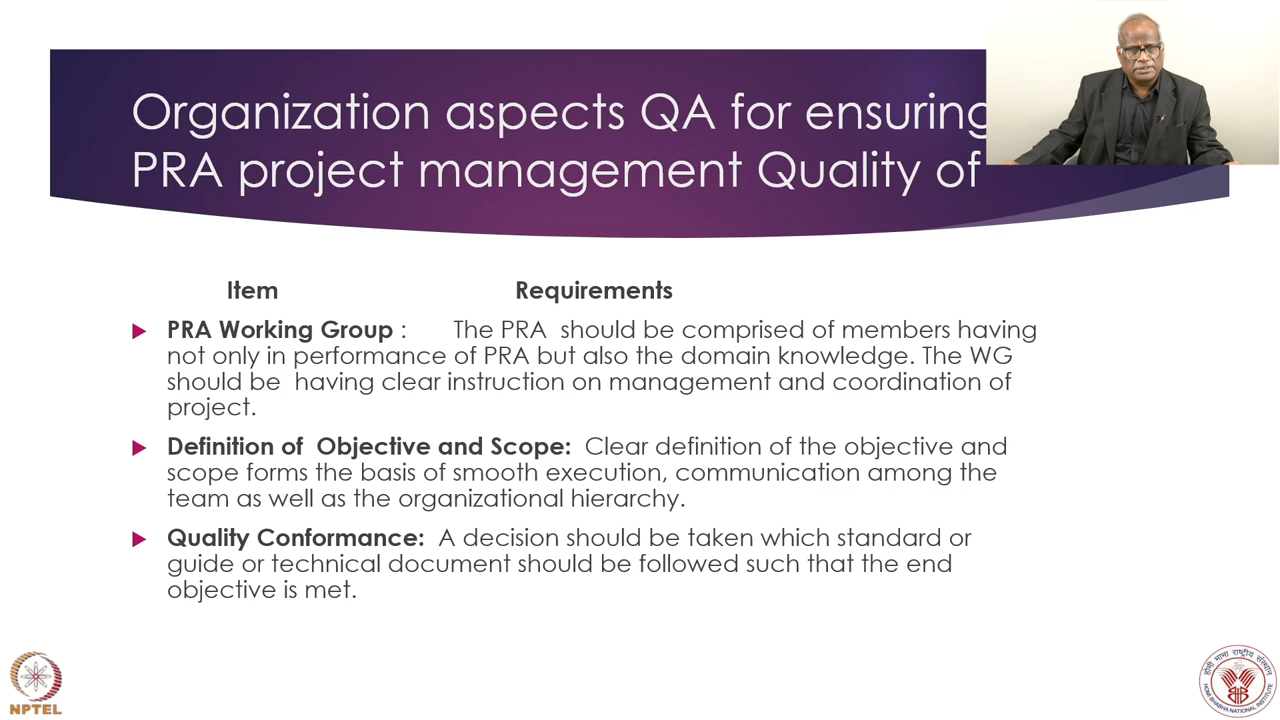 Organization aspects QA for ensuring
PRA project management Quality of
Item Requirements
PRA Working Group : The PRA should be comprised of members having
not only in performance of PRA but also the domain knowledge. The WG
should be having clear instruction on management and coordination of
project.
Definition of Objective and Scope: Clear definition of the objective and
scope forms the basis of smooth execution, communication among the
team as well as the organizational hierarchy.
Quality Conformance: A decision should be taken which standard or
guide or technical document should be followed such that the end
objective is met.
NPTEL
होमी भाभा राष्ट्रीय संस्थान
HOMI BHABHA NATIONAL INSTITUTE